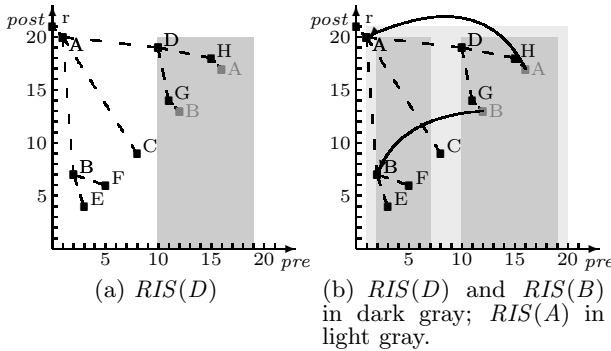 post r
20 A D H A
15 G B
10 C
B F
5 E
5 10 15 20 pre
(a) RIS(D)
post r
20 A D H A
15 G B
10 C
B F
5 E
5 10 15 20 pre
(b) RIS(D) and RIS(B)
in dark gray; RIS(A) in
light gray.